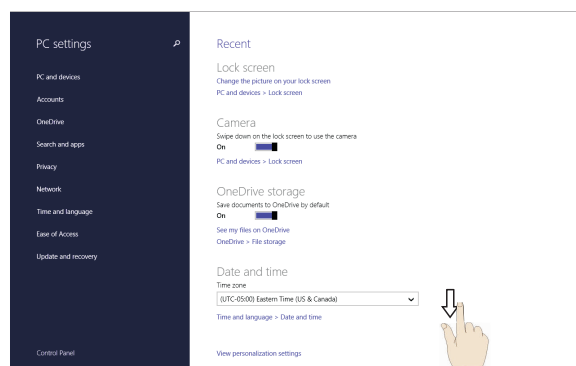 PC settings
PC and devices
Accounts
OneDrive
Search and apps
Privacy
Network
Time and language
Ease of Access
Update and recovery
Control Panel
Recent
Lock screen
Change the picture on your lock screen
PC and devices > Lock screen
Camera
Swipe down on the lock screen to use the camera
On
PC and devices > Lock screen
OneDrive storage
Save documents to OneDrive by default
On
See my files on OneDrive
OneDrive > File storage
Date and time
Time zone
(UTC-05:00) Eastern Time (US & Canada)
Time and language > Date and time
View personalization settings